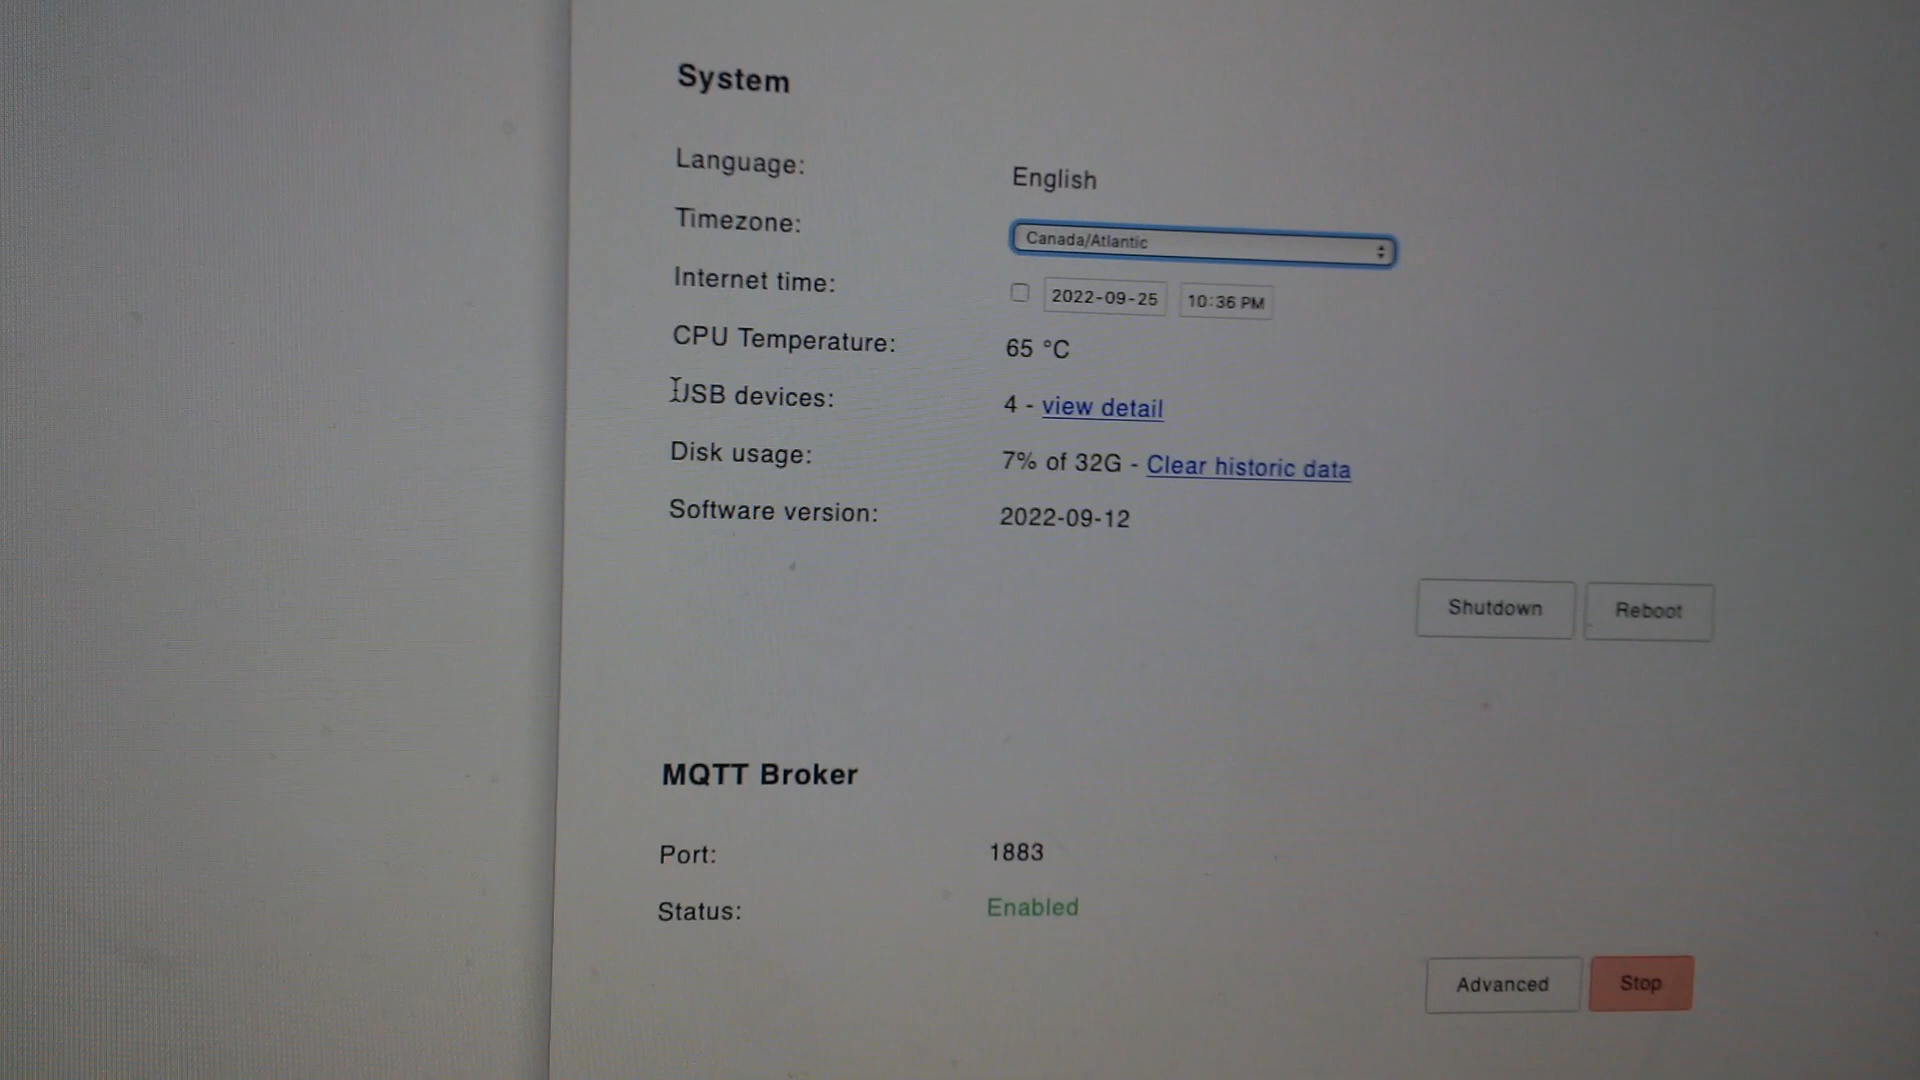 System
Language: English
Timezone: Canada/Atlantic
Internet time: 2022-09-25 10:36 PM
CPU Temperature: 65 °C
USB devices: 4 - view detail
Disk usage: 7% of 32G - Clear historic data
Software version: 2022-09-12
Shutdown Reboot
MQTT Broker
Port: 1883
Status: Enabled
Advanced Stop